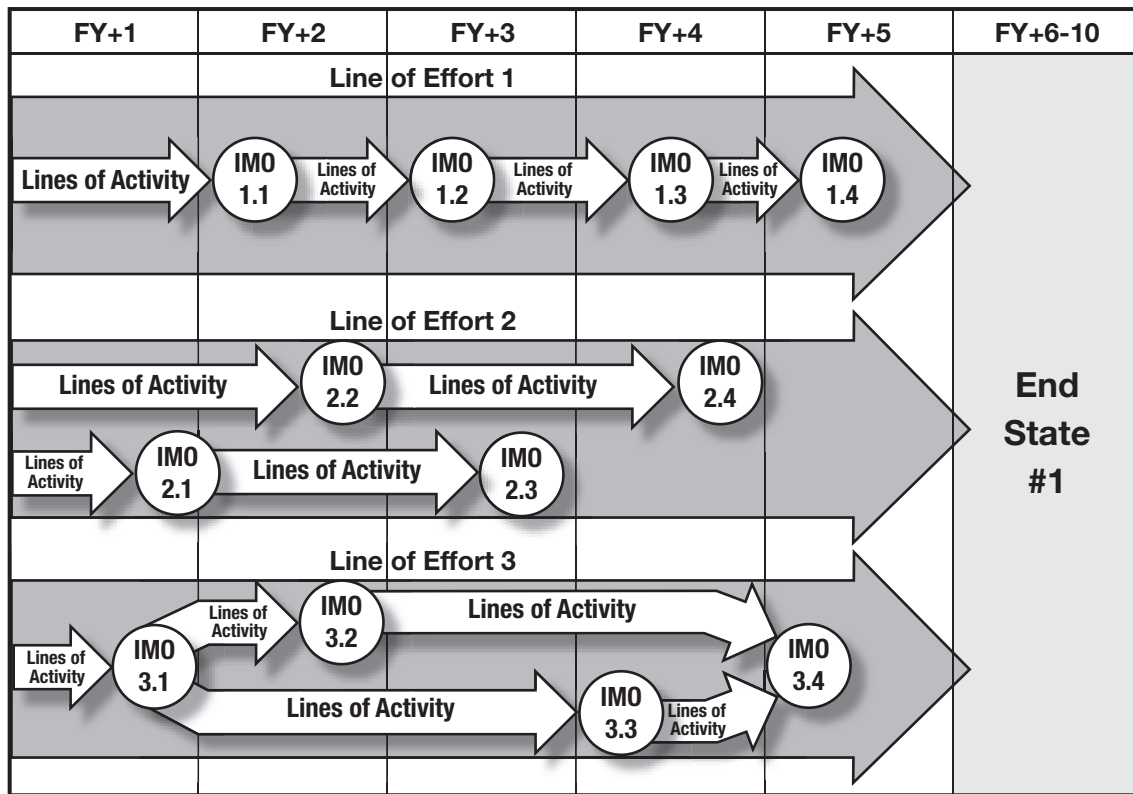 FY+1 FY+2 FY+3 FY+4 FY+5 FY+6-10
Line of Effort 1
Lines of Activity
IMO
1.1
Lines of
Activity
IMO
1.2
Lines of
Activity
IMO
1.3
Lines of
Activity
IMO
1.4
Line of Effort 2
Lines of Activity
IMO
2.2
Lines of Activity
IMO
2.4
Lines of
Activity
IMO
2.1
Lines of Activity
IMO
2.3
Line of Effort 3
Lines of
Activity
IMO
3.1
Lines of
Activity
IMO
3.2
Lines of Activity
Lines of Activity
IMO
3.3
Lines of
Activity
IMO
3.4
End
State
#1